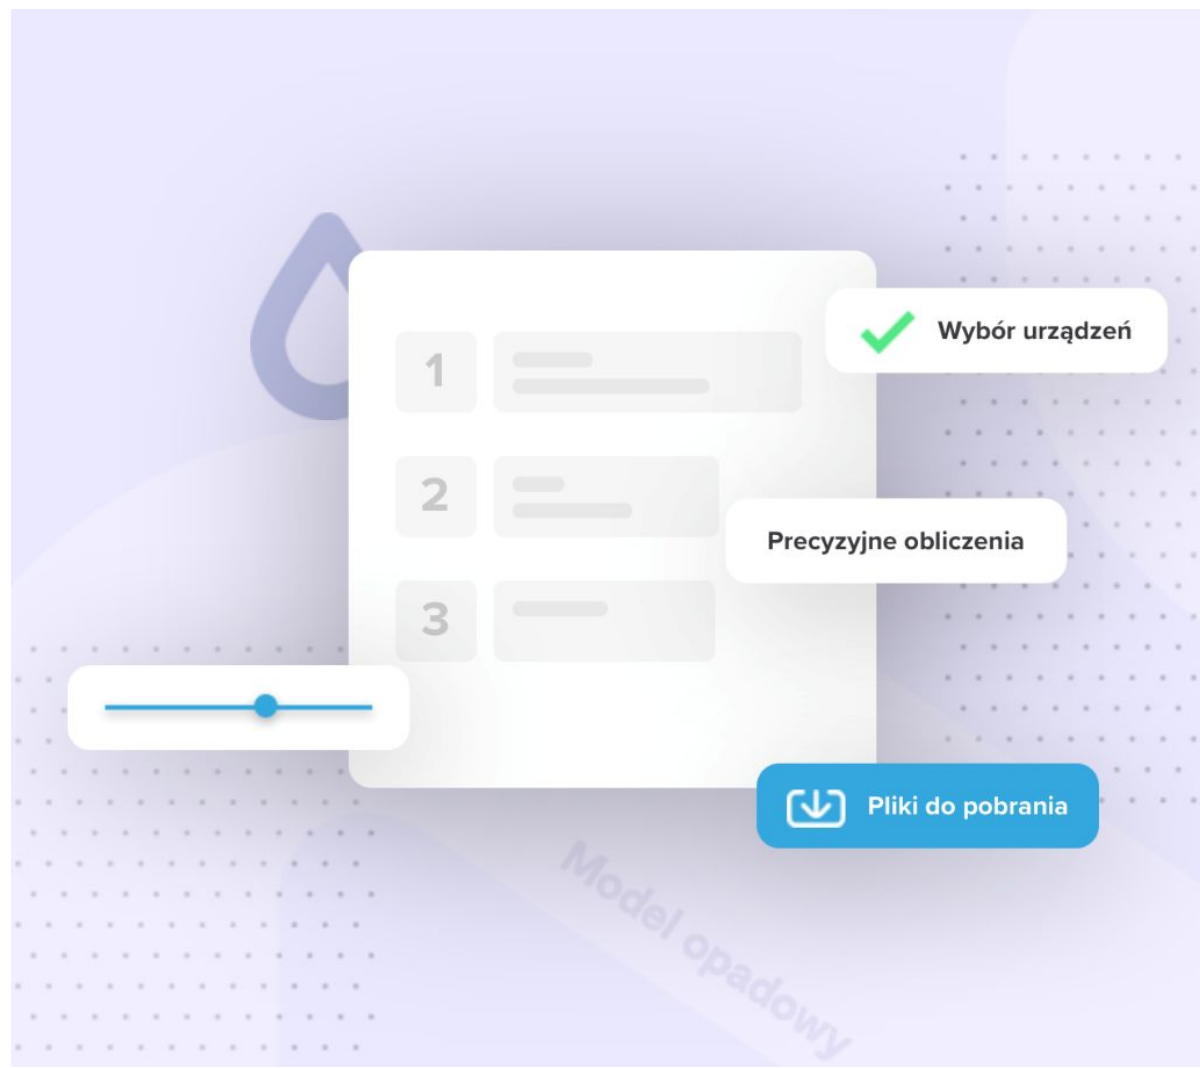 1
Wybór urządzeń
2
Precyzyjne obliczenia
3
Pliki do pobrania
Model opadowy